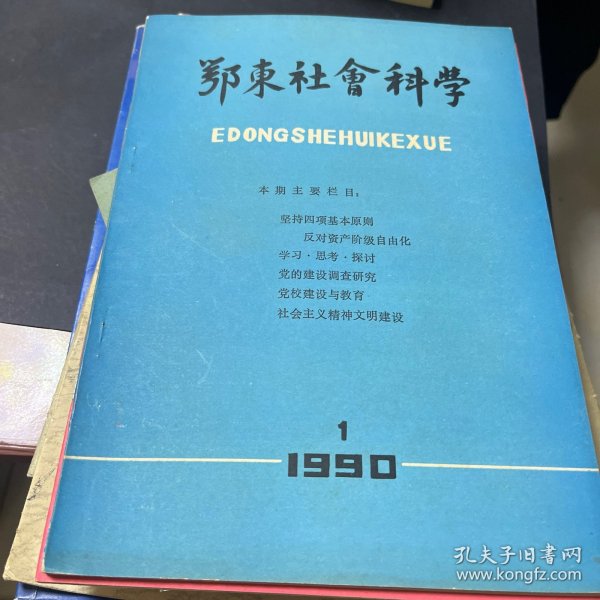 鄂東社會科學
EDONGSHEHUIKEXUE
本期主要栏目：
坚持四项基本原则
反对资产阶级自由化
学习·思考·探讨
党的建设调查研究
党校建设与教育
社会主义精神文明建设
1
1990
孔夫子旧书网
www.kongfz.com